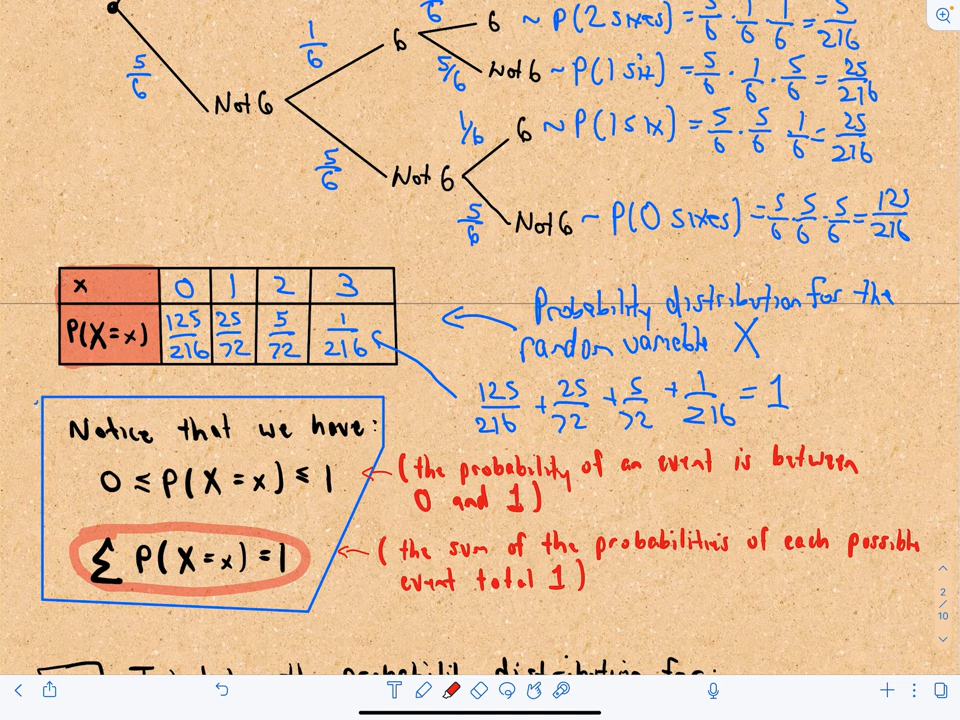 6 6 ~ P(2 sixes) = 5/6 · 1/6 · 1/6 = 5/216
5/6
1/6
6
5/6 Not 6 ~ P(1 six) = 5/6 · 1/6 · 5/6 = 25/216
Not 6
1/6 6 ~ P(1 six) = 5/6 · 5/6 · 1/6 = 25/216
5/6
Not 6
5/6 Not 6 ~ P(0 sixes) = 5/6 · 5/6 · 5/6 = 125/216
x 0 1 2 3
P(X=x) 125/216 25/72 5/72 1/216
Probability distribution for the
random variable X
125/216 + 25/72 + 5/72 + 1/216 = 1
Notice that we have:
0 ≤ P(X=x) ≤ 1
(the probability of an event is between
0 and 1)
∑ P(X=x) = 1
(the sum of the probabilities of each possible
event total 1)
probability distribution for:
2
/
10
T